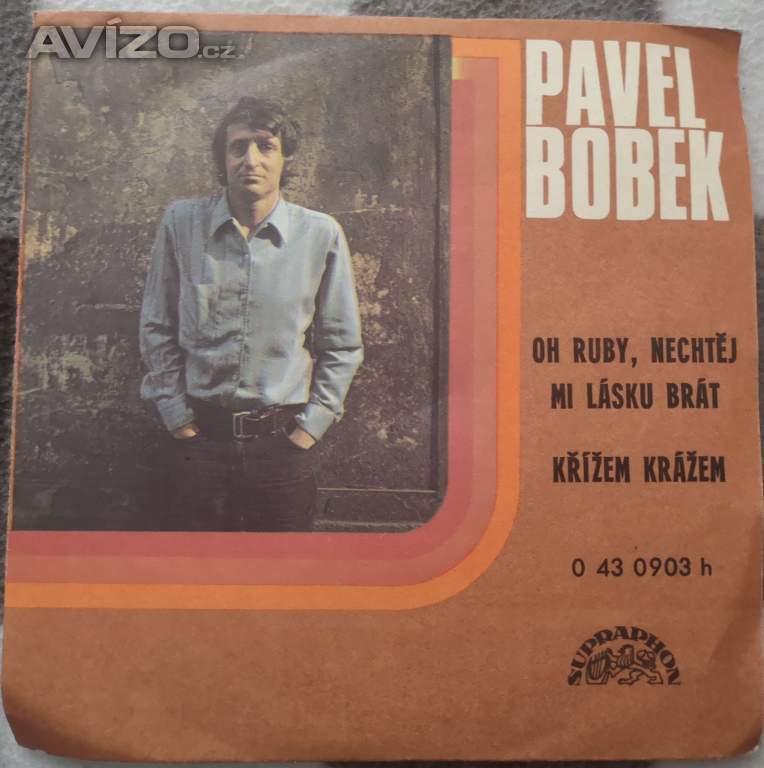 AVÍZO.cz
PAVEL
BOBEK
OH RUBY, NECHTĚJ
MI LÁSKU BRÁT
KŘÍŽEM KRÁŽEM
0 43 0903 h
SUPRAPHON